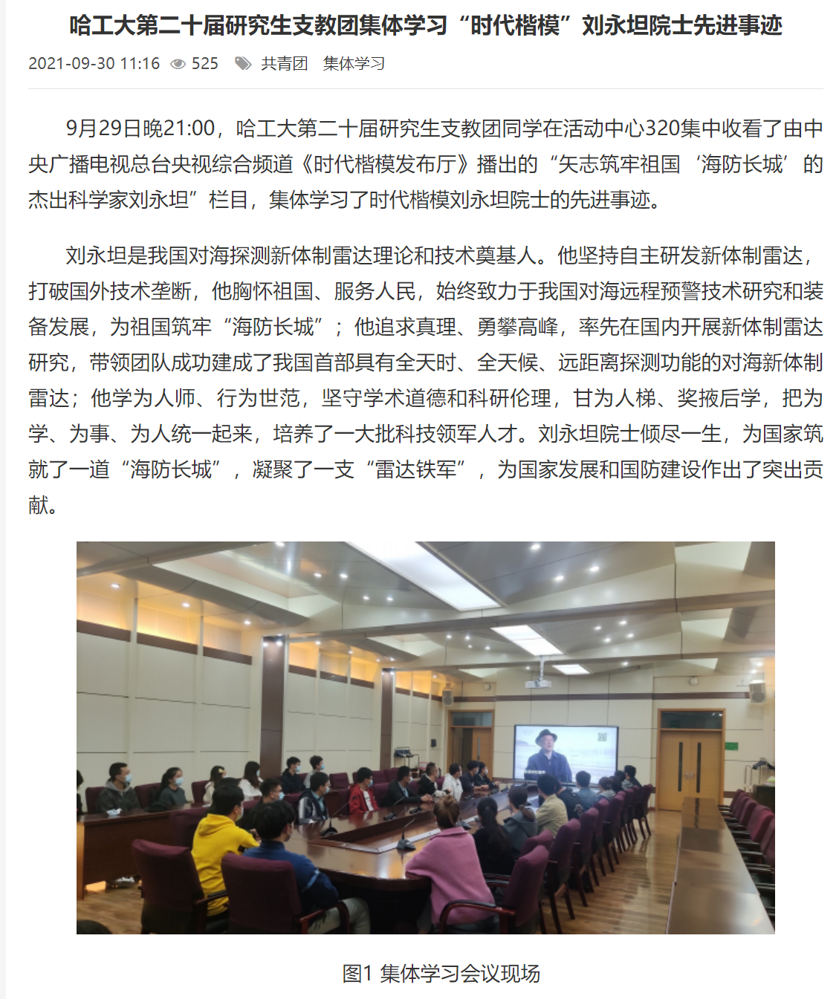 哈工大第二十届研究生支教团集体学习“时代楷模”刘永坦院士先进事迹
2021-09-30 11:16 525 共青团 集体学习
9月29日晚21:00，哈工大第二十届研究生支教团同学在活动中心320集中收看了由中
央广播电视总台央视综合频道《时代楷模发布厅》播出的“矢志筑牢祖国‘海防长城’的
杰出科学家刘永坦”栏目，集体学习了时代楷模刘永坦院士的先进事迹。
刘永坦是我国对海探测新体制雷达理论和技术奠基人。他坚持自主研发新体制雷达，
打破国外技术垄断，他胸怀祖国、服务人民，始终致力于我国对海远程预警技术研究和装
备发展，为祖国筑牢“海防长城”；他追求真理、勇攀高峰，率先在国内开展新体制雷达
研究，带领团队成功建成了我国首部具有全天时、全天候、远距离探测功能的对海新体制
雷达；他学为人师、行为世范，坚守学术道德和科研伦理，甘为人梯、奖掖后学，把为
学、为事、为人统一起来，培养了一大批科技领军人才。刘永坦院士倾尽一生，为国家筑
就了一道“海防长城”，凝聚了一支“雷达铁军”，为国家发展和国防建设作出了突出贡
献。
图1 集体学习会议现场